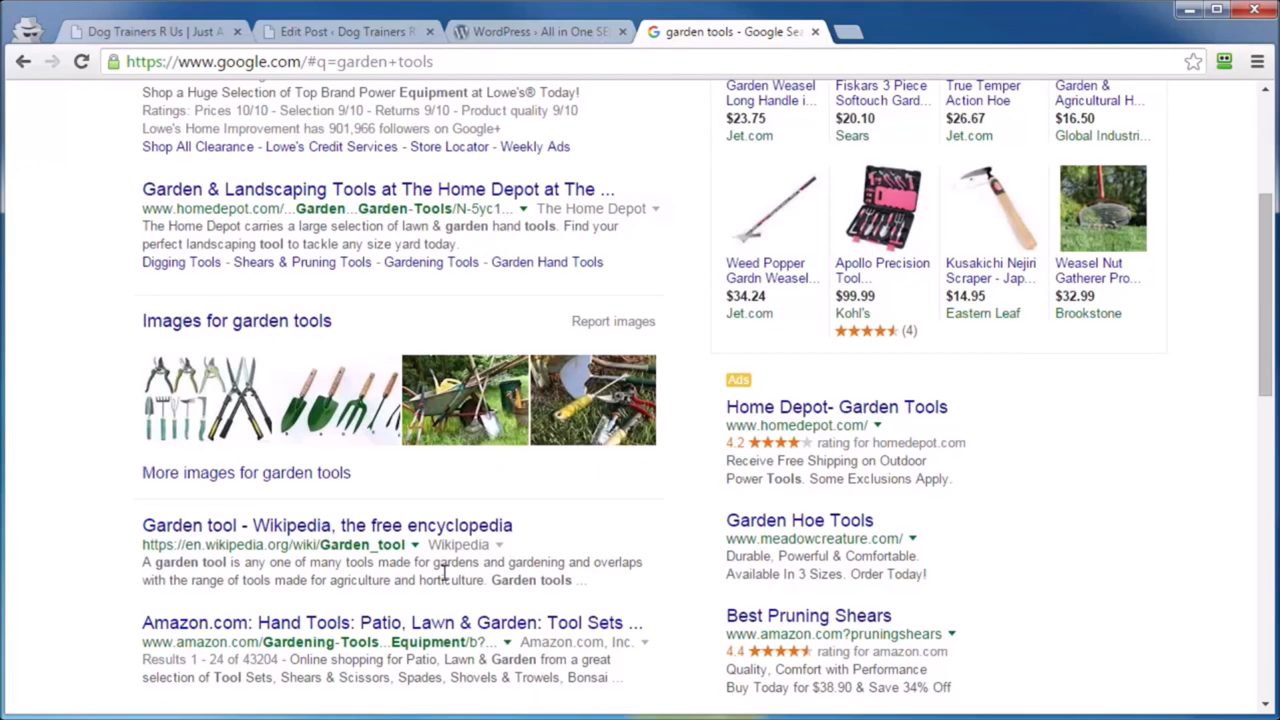 Dog Trainers R Us | Just A
Edit Post ‹ Dog Trainers R
WordPress › All in One SE
garden tools - Google Sea
https://www.google.com/#q=garden+tools
Shop a Huge Selection of Top Brand Power Equipment at Lowe's® Today!
Ratings: Prices 10/10 - Selection 9/10 - Returns 9/10 - Product quality 9/10
Lowe's Home Improvement has 901,966 followers on Google+
Shop All Clearance - Lowe's Credit Services - Store Locator - Weekly Ads
Garden & Landscaping Tools at The Home Depot at The ...
www.homedepot.com/...Garden...Garden-Tools/N-5yc1... The Home Depot
The Home Depot carries a large selection of lawn & garden hand tools. Find your
perfect landscaping tool to tackle any size yard today.
Digging Tools - Shears & Pruning Tools - Gardening Tools - Garden Hand Tools
Images for garden tools
Report images
More images for garden tools
Garden tool - Wikipedia, the free encyclopedia
https://en.wikipedia.org/wiki/Garden_tool Wikipedia
A garden tool is any one of many tools made for gardens and gardening and overlaps
with the range of tools made for agriculture and horticulture. Garden tools ...
Amazon.com: Hand Tools: Patio, Lawn & Garden: Tool Sets ...
www.amazon.com/Gardening-Tools...Equipment/b?... Amazon.com, Inc.
Results 1 - 24 of 43204 - Online shopping for Patio, Lawn & Garden from a great
selection of Tool Sets, Shears & Scissors, Spades, Shovels & Trowels, Bonsai ...
Garden Weasel
Long Handle i...
$23.75
Jet.com
Fiskars 3 Piece
Softouch Gard...
$20.10
Sears
True Temper
Action Hoe
$26.67
Jet.com
Garden &
Agricultural H...
$16.50
Global Industri...
Weed Popper
Gardn Weasel...
$34.24
Jet.com
Apollo Precision
Tool...
$99.99
Kohl's
(4)
Kusakichi Nejiri
Scraper - Jap...
$14.95
Eastern Leaf
Weasel Nut
Gatherer Pro...
$32.99
Brookstone
Ads
Home Depot- Garden Tools
www.homedepot.com/
4.2 rating for homedepot.com
Receive Free Shipping on Outdoor
Power Tools. Some Exclusions Apply.
Garden Hoe Tools
www.meadowcreature.com/
Durable, Powerful & Comfortable.
Available In 3 Sizes. Order Today!
Best Pruning Shears
www.amazon.com?pruningshears
4.4 rating for amazon.com
Quality, Comfort with Performance
Buy Today for $38.90 & Save 34% Off